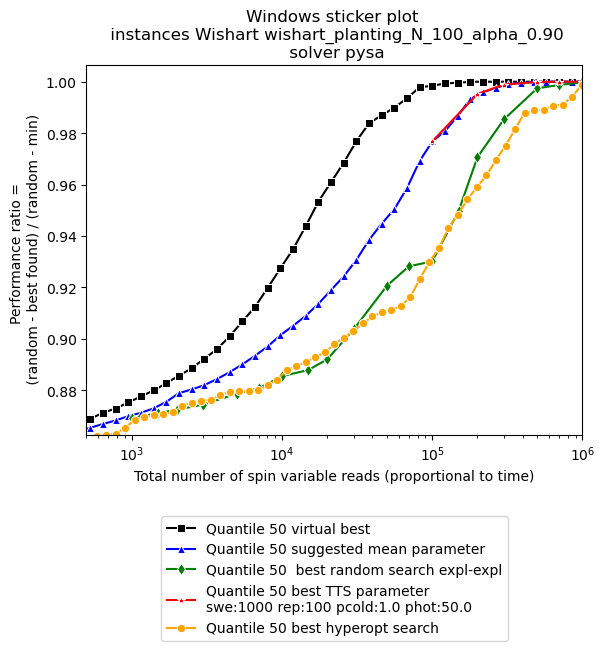 Windows sticker plot
instances Wishart wishart_planting_N_100_alpha_0.90
solver pysa
Performance ratio =
(random - best found) / (random - min)
1.00
0.98
0.96
0.94
0.92
0.90
0.88
10³
10⁴
10⁵
10⁶
Total number of spin variable reads (proportional to time)
Quantile 50 virtual best
Quantile 50 suggested mean parameter
Quantile 50  best random search expl-expl
Quantile 50 best TTS parameter
swe:1000 rep:100 pcold:1.0 phot:50.0
Quantile 50 best hyperopt search